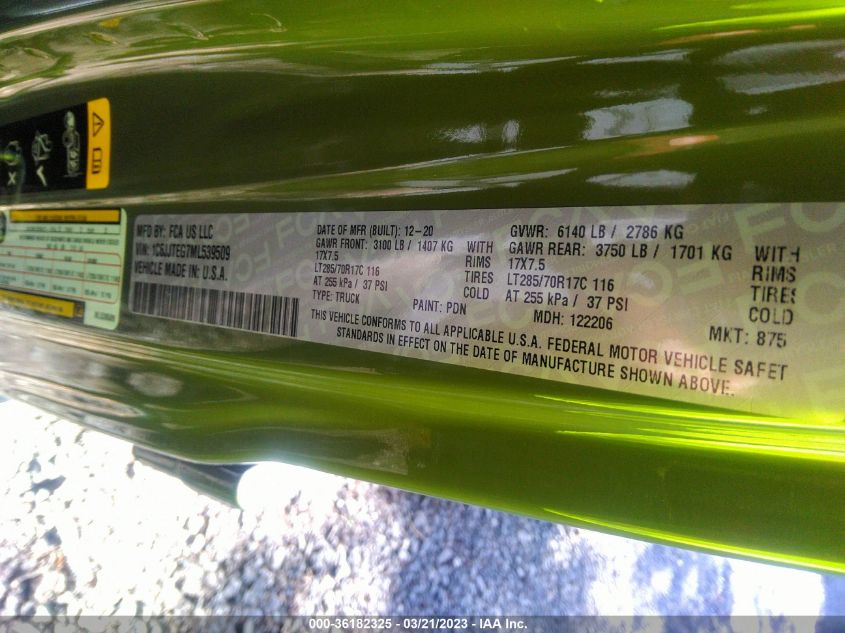 MFD BY: FCA US LLC
VIN: 1C6JJTEG7ML539509
MADE IN U.S.A.
DATE OF MFR (BUILT): 12-20
GAWR FRONT: 3100 LB / 1407 KG WITH
17X7.5 RIMS
LT285/70R17C 116 TIRES
AT 255 kPa / 37 PSI COLD
TYPE: TRUCK PAINT: PDN
GVWR: 6140 LB / 2786 KG
GAWR REAR: 3750 LB / 1701 KG WITH
17X7.5 RIMS
LT285/70R17C 116 TIRES
AT 255 kPa / 37 PSI COLD
MDH: 122206 MKT: 875
THIS VEHICLE CONFORMS TO ALL APPLICABLE U.S.A. FEDERAL MOTOR VEHICLE SAFET
STANDARDS IN EFFECT ON THE DATE OF MANUFACTURE SHOWN ABOVE.
000-36182325 - 03/21/2023 - IAA Inc.